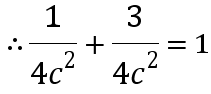 ∴ 1/4c² + 3/4c² = 1